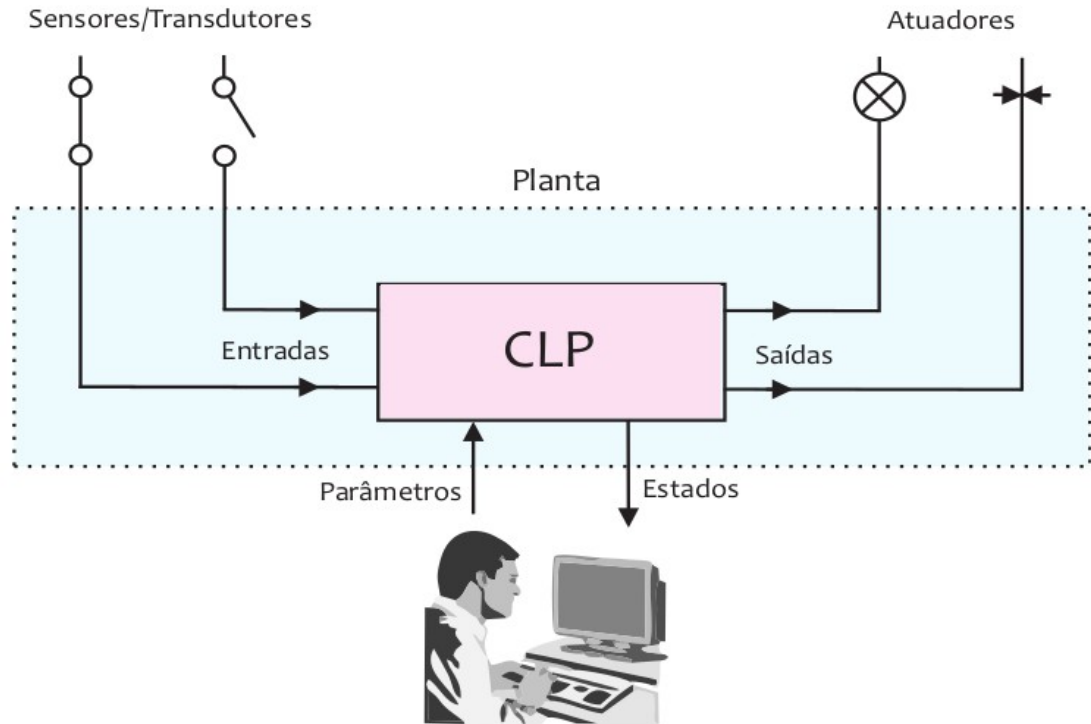 Sensores/Transdutores
Atuadores
Planta
Entradas
CLP
Saídas
Parâmetros
Estados